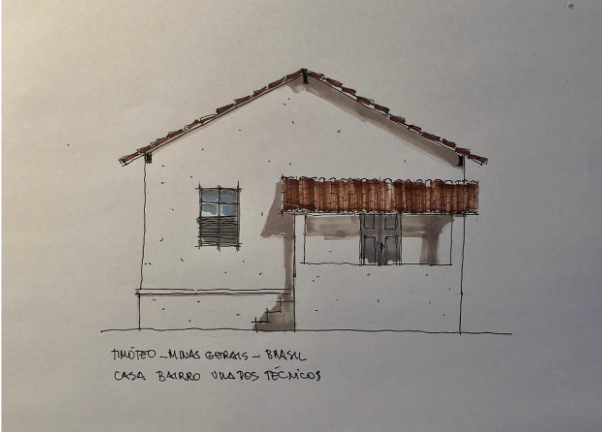 TIMÓTEO - MINAS GERAIS - BRASIL
CASA BAIRRO VILA DOS TÉCNICOS